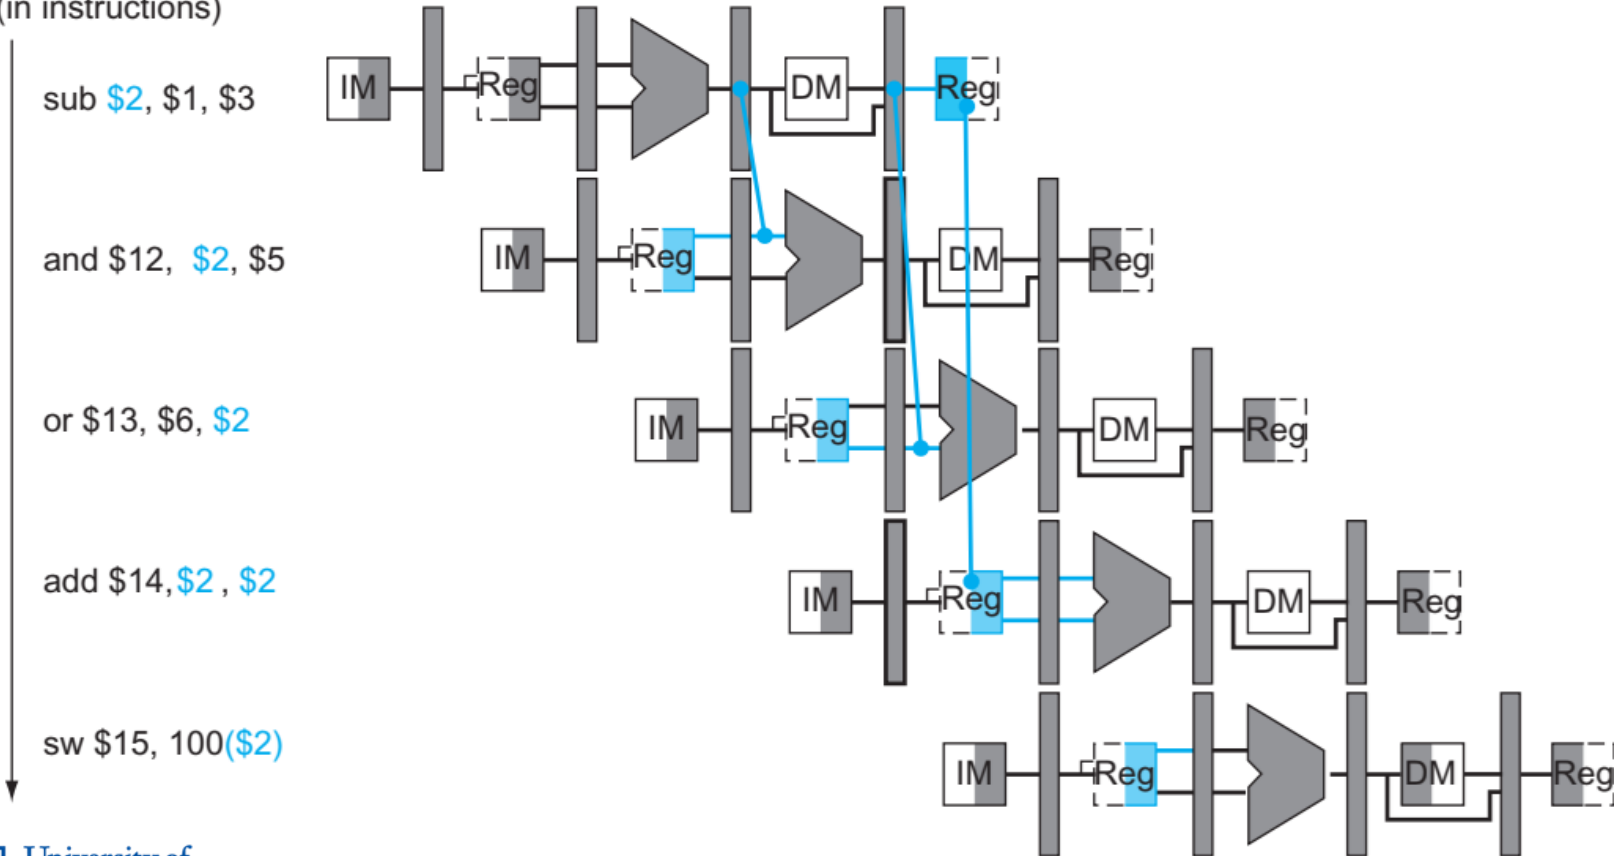 (in instructions)
sub $2, $1, $3 IM Reg DM Reg
and $12, $2, $5 IM Reg DM Reg
or $13, $6, $2 IM Reg DM Reg
add $14,$2 , $2 IM Reg DM Reg
sw $15, 100($2) IM Reg DM Reg
University of